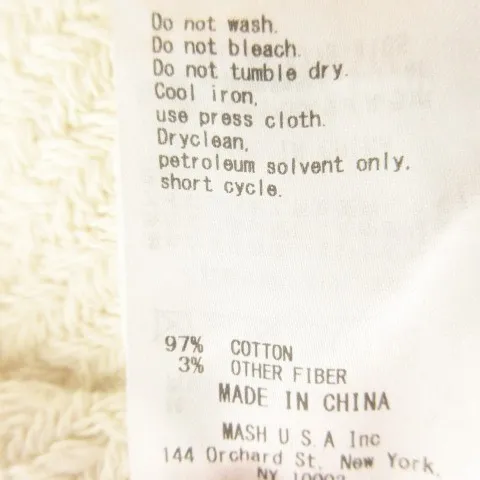 Do not wash.
Do not bleach.
Do not tumble dry.
Cool iron,
use press cloth.
Dryclean,
petroleum solvent only,
short cycle.
97% COTTON
3% OTHER FIBER
MADE IN CHINA
MASH U S A Inc
144 Orchard St. New York,
NY